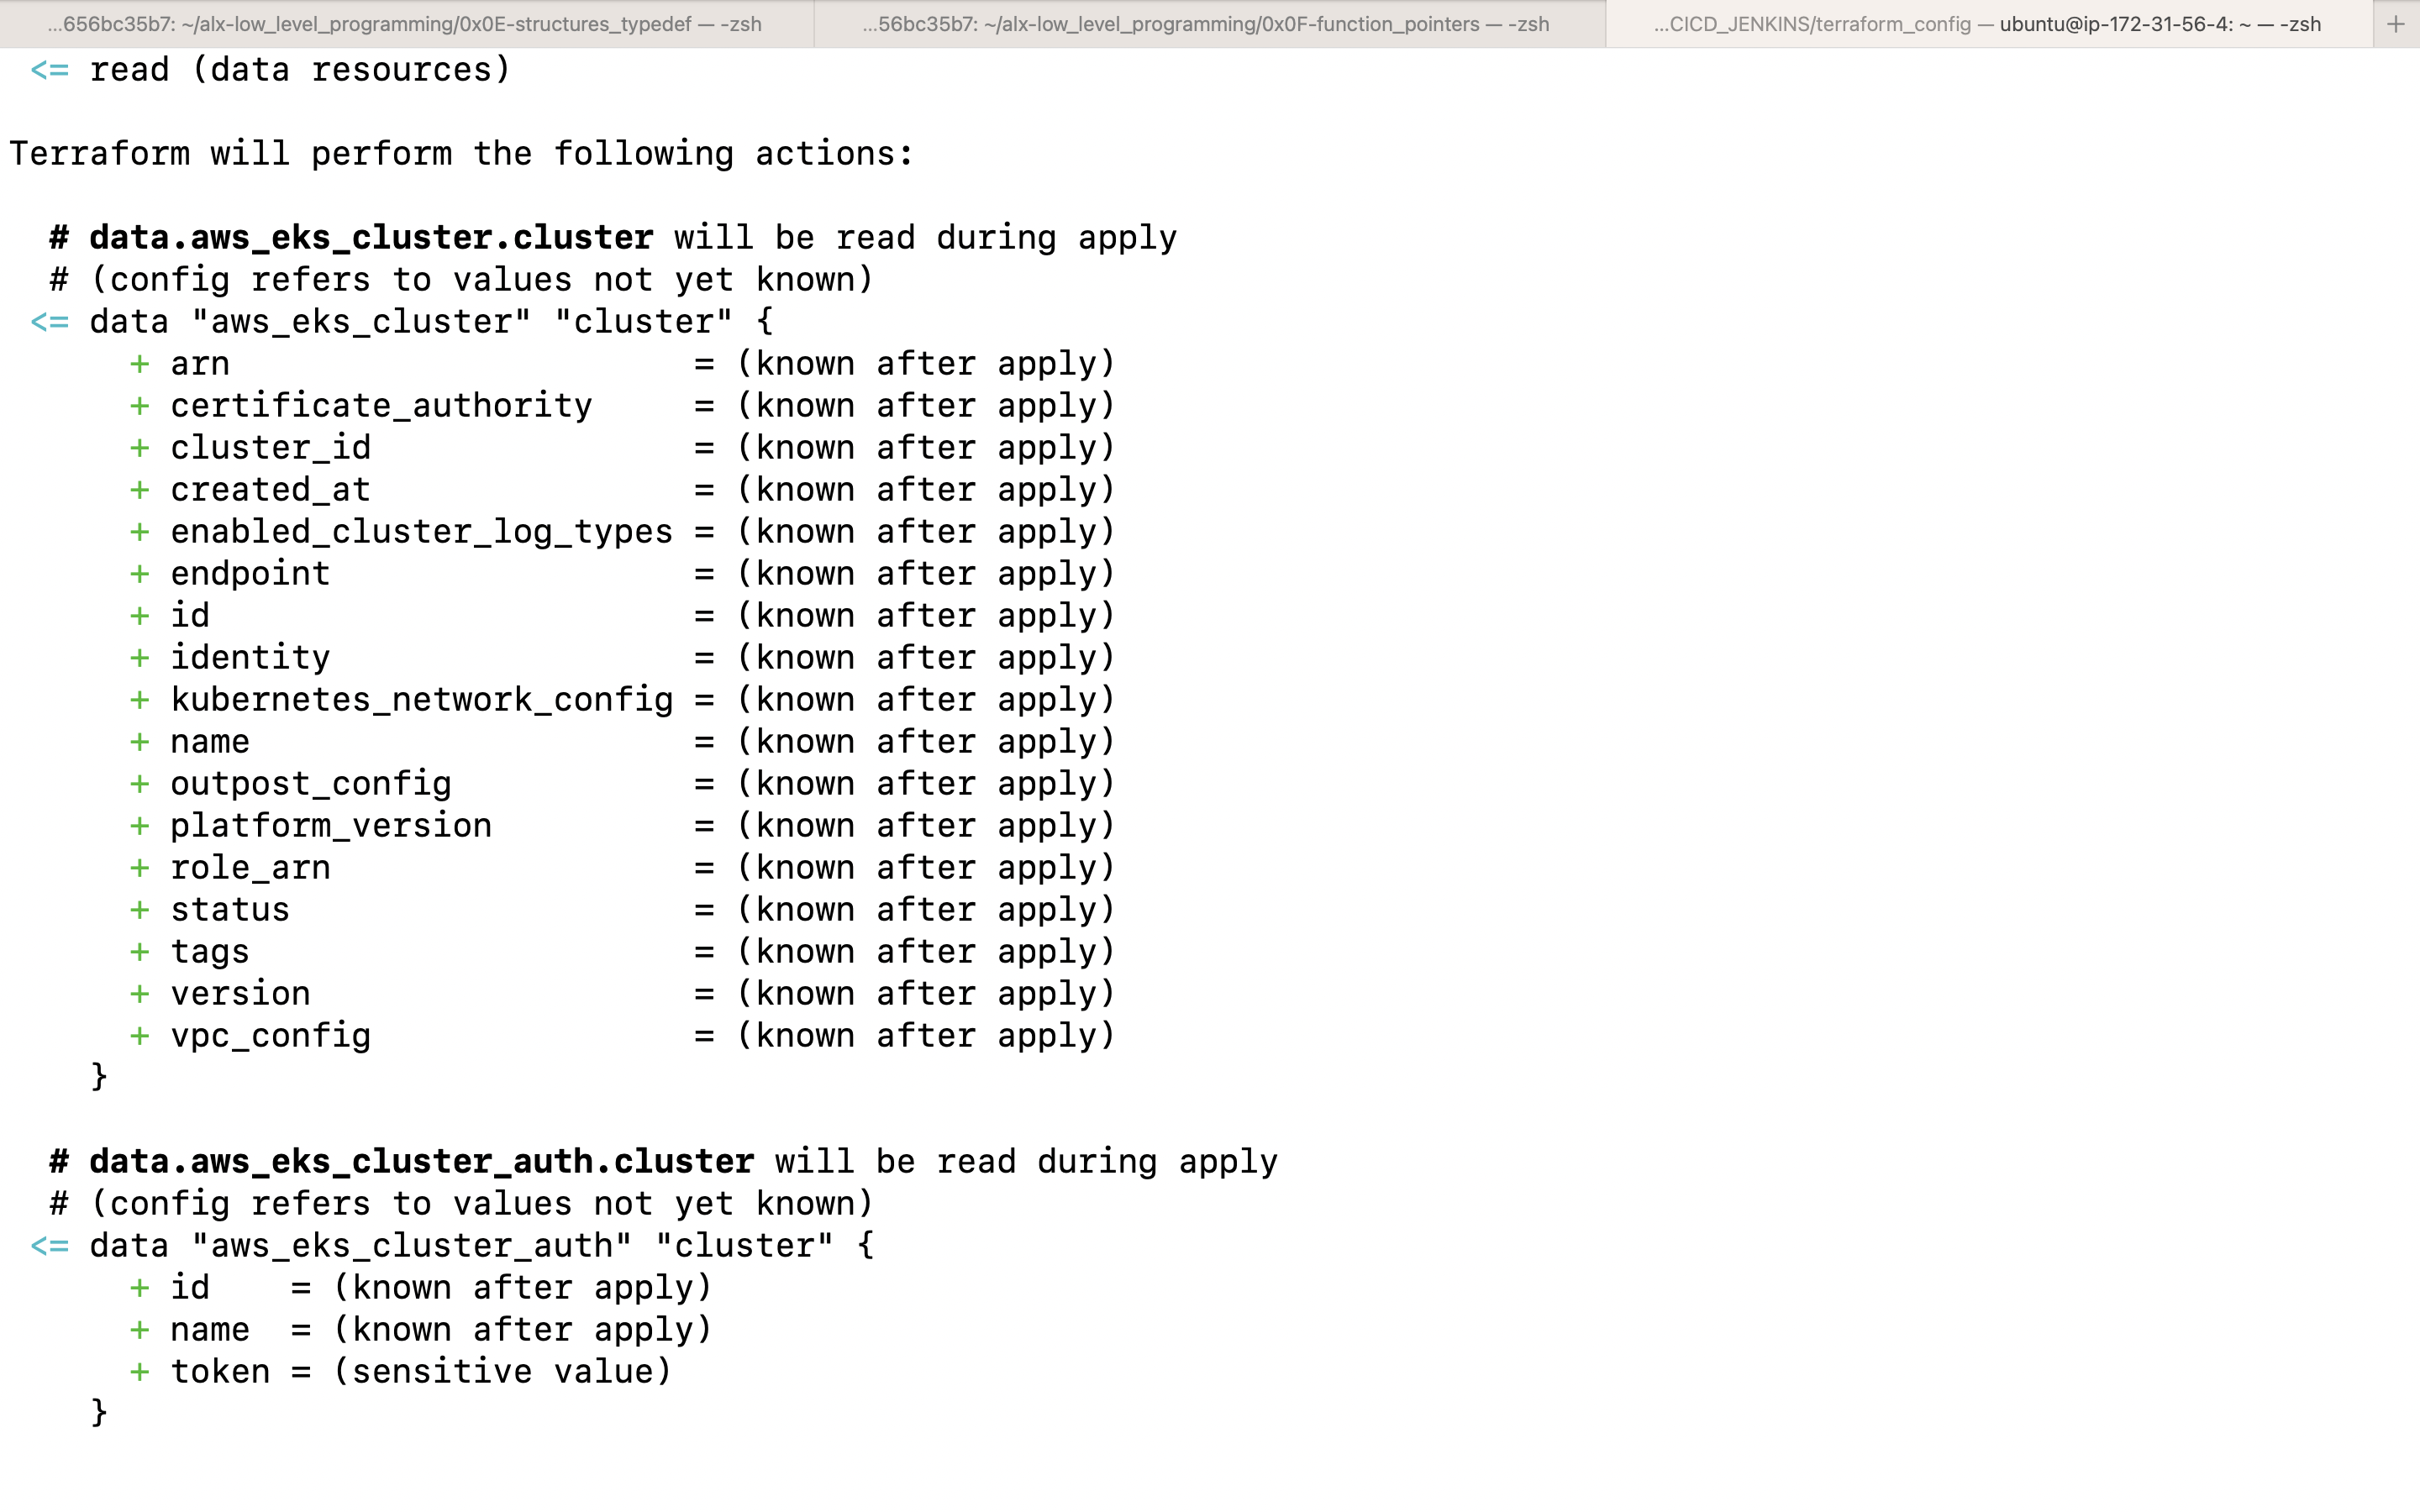 ...656bc35b7: ~/alx-low_level_programming/0x0E-structures_typedef — -zsh
...56bc35b7: ~/alx-low_level_programming/0x0F-function_pointers — -zsh
...CICD_JENKINS/terraform_config — ubuntu@ip-172-31-56-4: ~ — -zsh
+
<= read (data resources)
Terraform will perform the following actions:
# data.aws_eks_cluster.cluster will be read during apply
# (config refers to values not yet known)
<= data "aws_eks_cluster" "cluster" {
+ arn = (known after apply)
+ certificate_authority = (known after apply)
+ cluster_id = (known after apply)
+ created_at = (known after apply)
+ enabled_cluster_log_types = (known after apply)
+ endpoint = (known after apply)
+ id = (known after apply)
+ identity = (known after apply)
+ kubernetes_network_config = (known after apply)
+ name = (known after apply)
+ outpost_config = (known after apply)
+ platform_version = (known after apply)
+ role_arn = (known after apply)
+ status = (known after apply)
+ tags = (known after apply)
+ version = (known after apply)
+ vpc_config = (known after apply)
}
# data.aws_eks_cluster_auth.cluster will be read during apply
# (config refers to values not yet known)
<= data "aws_eks_cluster_auth" "cluster" {
+ id = (known after apply)
+ name = (known after apply)
+ token = (sensitive value)
}